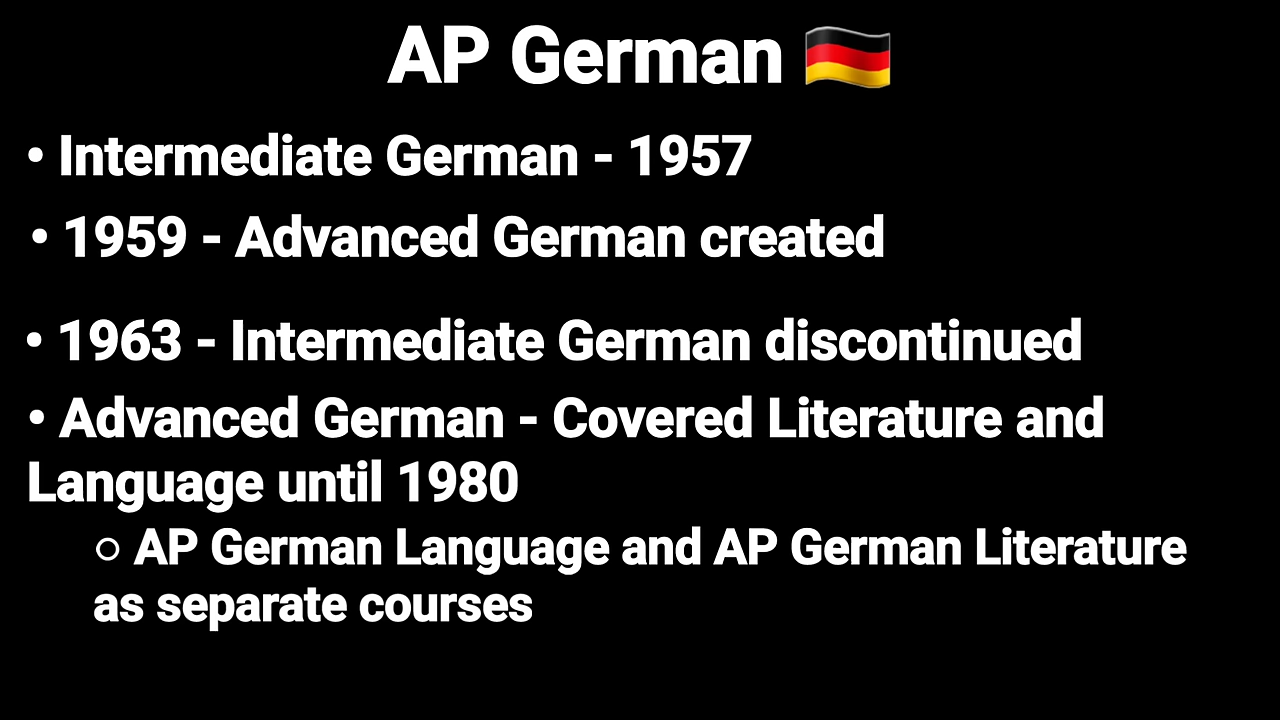 AP German 🇩🇪
• Intermediate German - 1957
• 1959 - Advanced German created
• 1963 - Intermediate German discontinued
• Advanced German - Covered Literature and
Language until 1980
○ AP German Language and AP German Literature
as separate courses